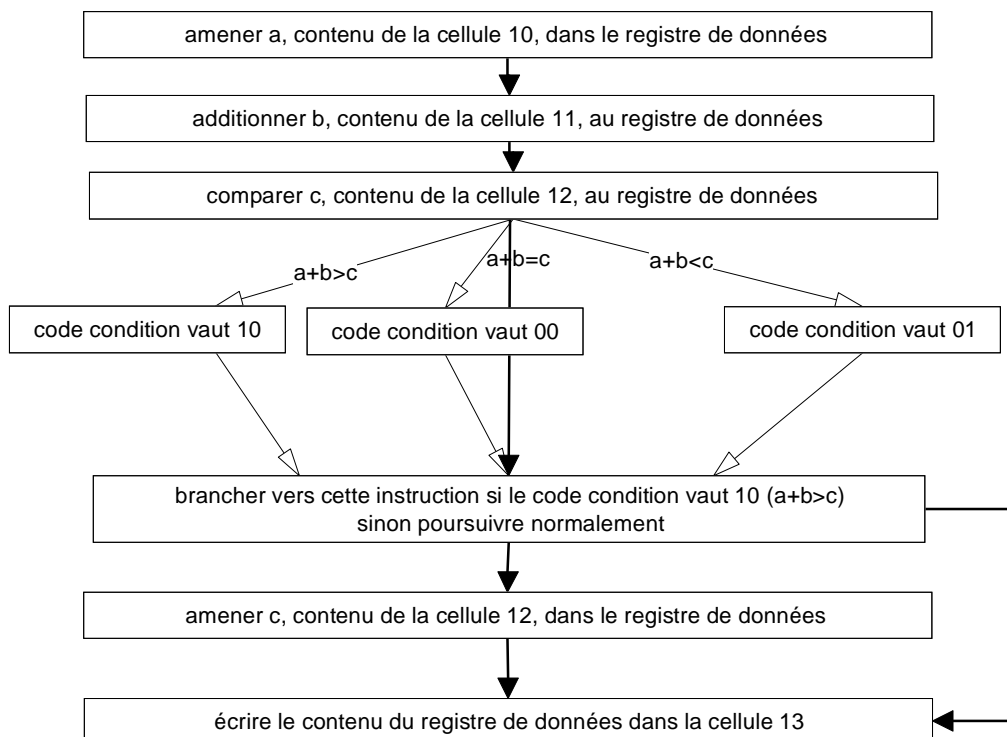 amener a, contenu de la cellule 10, dans le registre de données
additionner b, contenu de la cellule 11, au registre de données
comparer c, contenu de la cellule 12, au registre de données
a+b>c
a+b=c
a+b<c
code condition vaut 10
code condition vaut 00
code condition vaut 01
brancher vers cette instruction si le code condition vaut 10 (a+b>c)
sinon poursuivre normalement
amener c, contenu de la cellule 12, dans le registre de données
écrire le contenu du registre de données dans la cellule 13